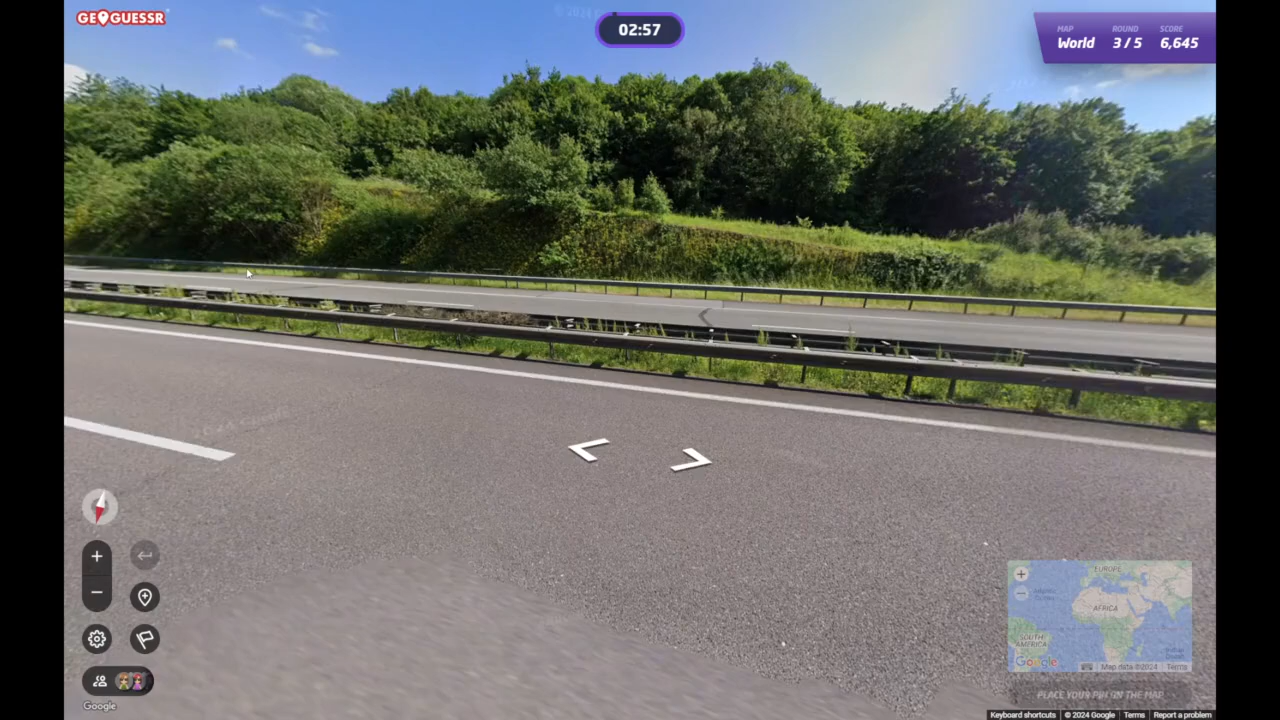 GEOGUESSR
© 2024 G
02:57
MAP
World
ROUND
3 / 5
SCORE
6,645
EUROPE
AFRICA
SOUTH
AMERICA
Google
Map data ©2024
Terms
PLACE YOUR PIN ON THE MAP
Google
Keyboard shortcuts
© 2024 Google
Terms
Report a problem